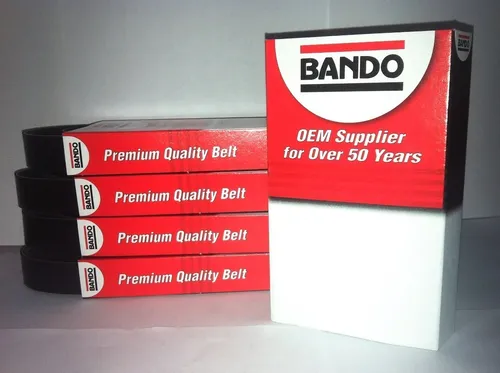 BANDO
OEM Supplier
for Over 50 Years
BANDO
Premium Quality Belt
BANDO
Premium Quality Belt
BANDO
Premium Quality Belt
BANDO
Premium Quality Belt